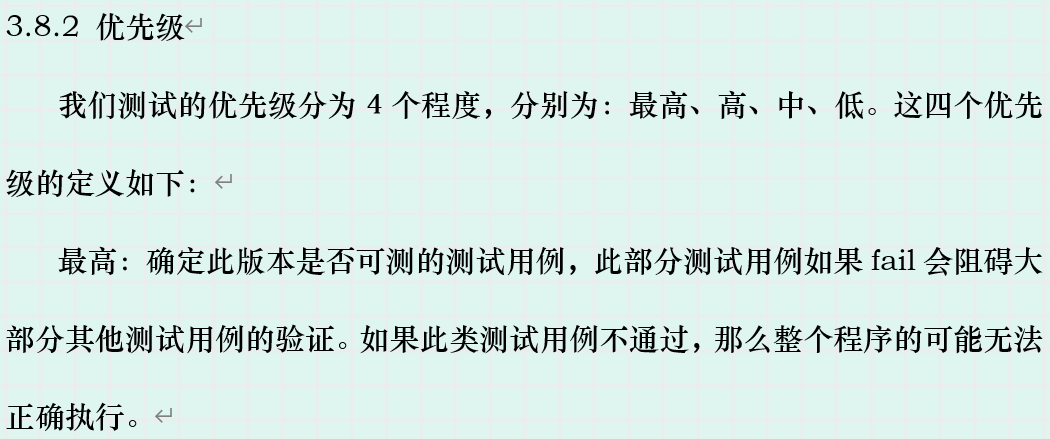 3.8.2 优先级
我们测试的优先级分为 4 个程度，分别为：最高、高、中、低。这四个优先
级的定义如下：
最高：确定此版本是否可测的测试用例，此部分测试用例如果 fail 会阻碍大
部分其他测试用例的验证。如果此类测试用例不通过，那么整个程序的可能无法
正确执行。